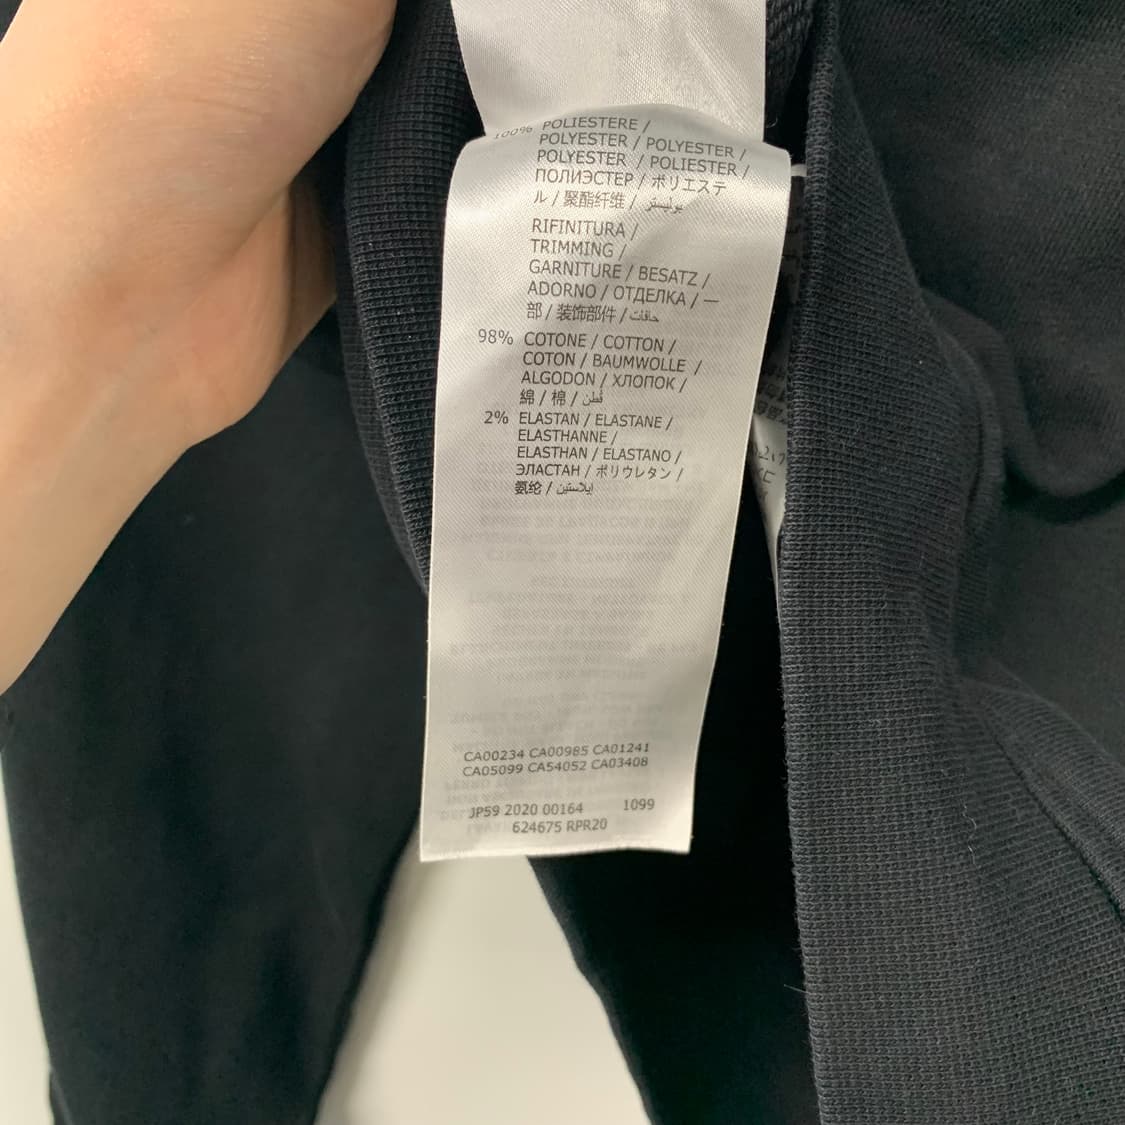 100% POLIESTERE /
POLYESTER / POLYESTER /
POLYESTER / POLIESTER /
ПОЛИЭСТЕР / ポリエステ
ル / 聚酯纤维 / بوليستر
RIFINITURA /
TRIMMING /
GARNITURE / BESATZ /
ADORNO / ОТДЕЛКА / 一
部 / 装饰部件 / حافات
98% COTONE / COTTON /
COTON / BAUMWOLLE /
ALGODON / ХЛОПОК /
綿 / 棉 / قُطن
2% ELASTAN / ELASTANE /
ELASTHANNE /
ELASTHAN / ELASTANO /
ЭЛАСТАН / ポリウレタン /
氨纶 / إيلاستين
CA00234 CA00985 CA01241
CA05099 CA54052 CA03408
JP59 2020 00164 1099
624675 RPR20